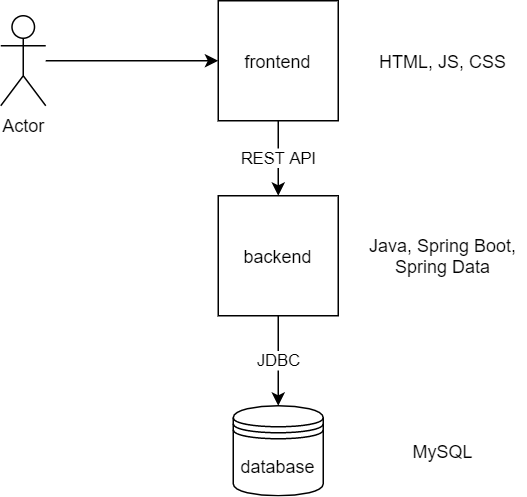 frontend
HTML, JS, CSS
Actor
REST API
backend
Java, Spring Boot,
Spring Data
JDBC
database
MySQL